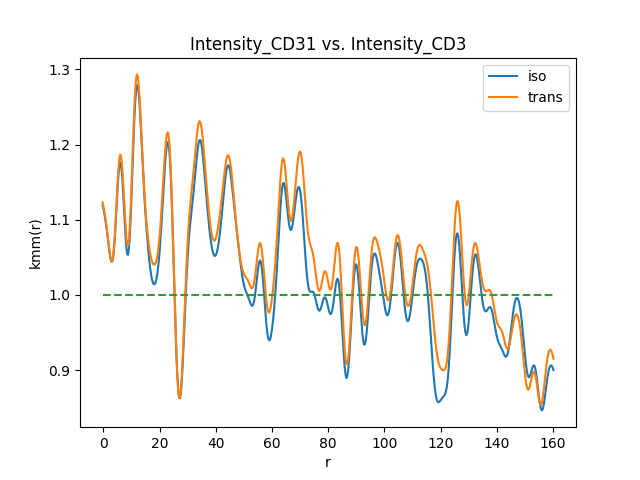 Intensity_CD31 vs. Intensity_CD3
iso
trans
1.3
1.2
1.1
1.0
0.9
kmm(r)
0 20 40 60 80 100 120 140 160
r